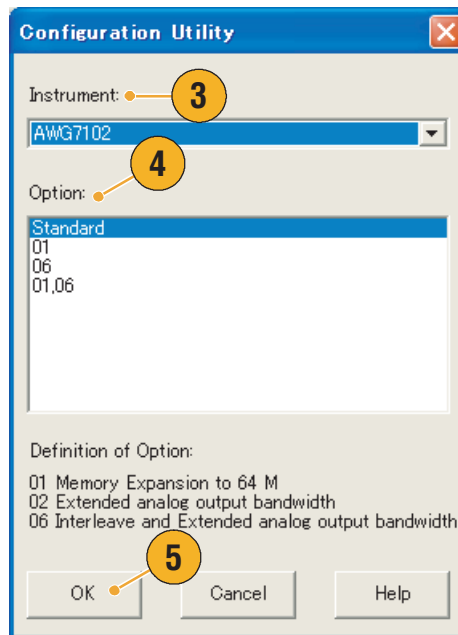 Configuration Utility
Instrument:
3
AWG7102
4
Option:
Standard
01
06
01,06
Definition of Option:
01 Memory Expansion to 64 M
02 Extended analog output bandwidth
06 Interleave and Extended analog output bandwidth
5
OK
Cancel
Help